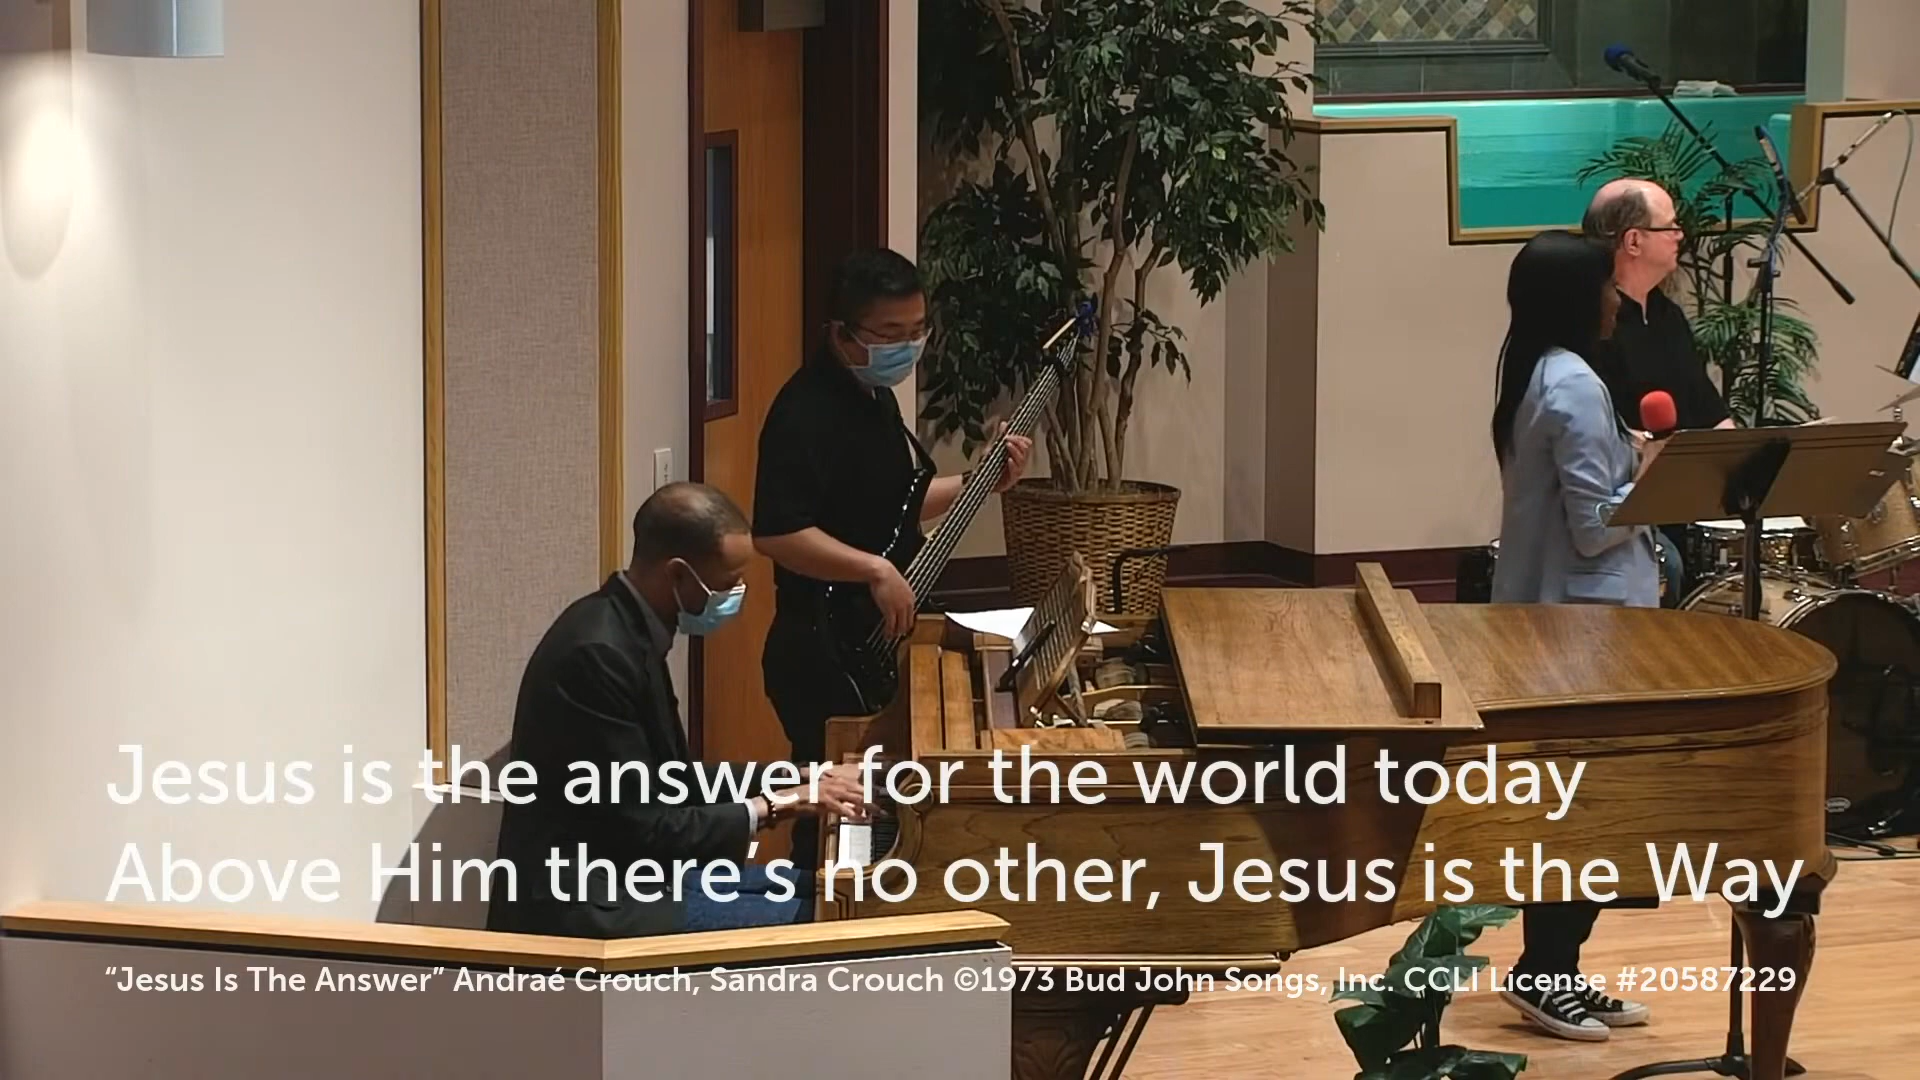 Jesus is the answer for the world today
Above Him there’s no other, Jesus is the Way
“Jesus Is The Answer” Andraé Crouch, Sandra Crouch ©1973 Bud John Songs, Inc. CCLI License #20587229